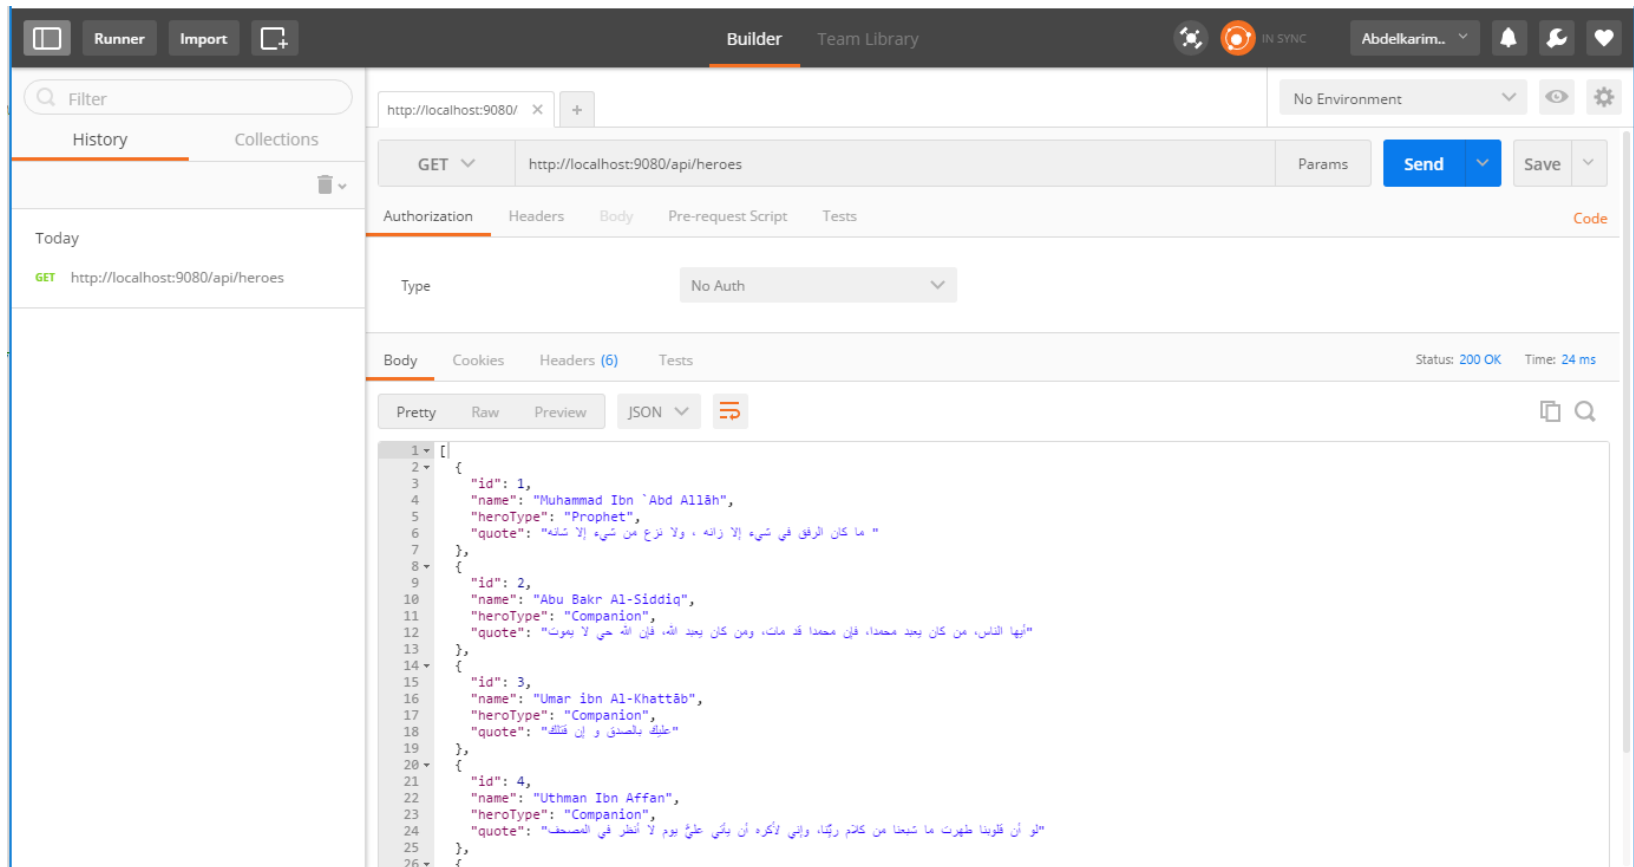 Runner Import Builder Team Library IN SYNC Abdelkarim..
Filter
History Collections
Today
GET http://localhost:9080/api/heroes
http://localhost:9080/
No Environment
GET http://localhost:9080/api/heroes Params Send Save
Authorization Headers Body Pre-request Script Tests Code
Type No Auth
Body Cookies Headers (6) Tests Status: 200 OK Time: 24 ms
Pretty Raw Preview JSON
1 [
2 {
3 "id": 1,
4 "name": "Muhammad Ibn `Abd Allāh",
5 "heroType": "Prophet",
6 "quote": "ما كان الرفق في شيء إلا زانه ، ولا نزع من شيء إلا شانه "
7 },
8 {
9 "id": 2,
10 "name": "Abu Bakr Al-Siddiq",
11 "heroType": "Companion",
12 "quote": "أيها الناس، من كان يعبد محمدا، فإن محمدا قد مات، ومن كان يعبد الله، فإن الله حي لا يموت"
13 },
14 {
15 "id": 3,
16 "name": "Umar ibn Al-Khattāb",
17 "heroType": "Companion",
18 "quote": "عليك بالصدق و إن قتلك"
19 },
20 {
21 "id": 4,
22 "name": "Uthman Ibn Affan",
23 "heroType": "Companion",
24 "quote": "لو أن قلوبنا طهرت ما شبعنا من كلام ربِّنا، وإني لأكره أن يأتي عليَّ يوم لا أنظر في المصحف"
25 },
26 {